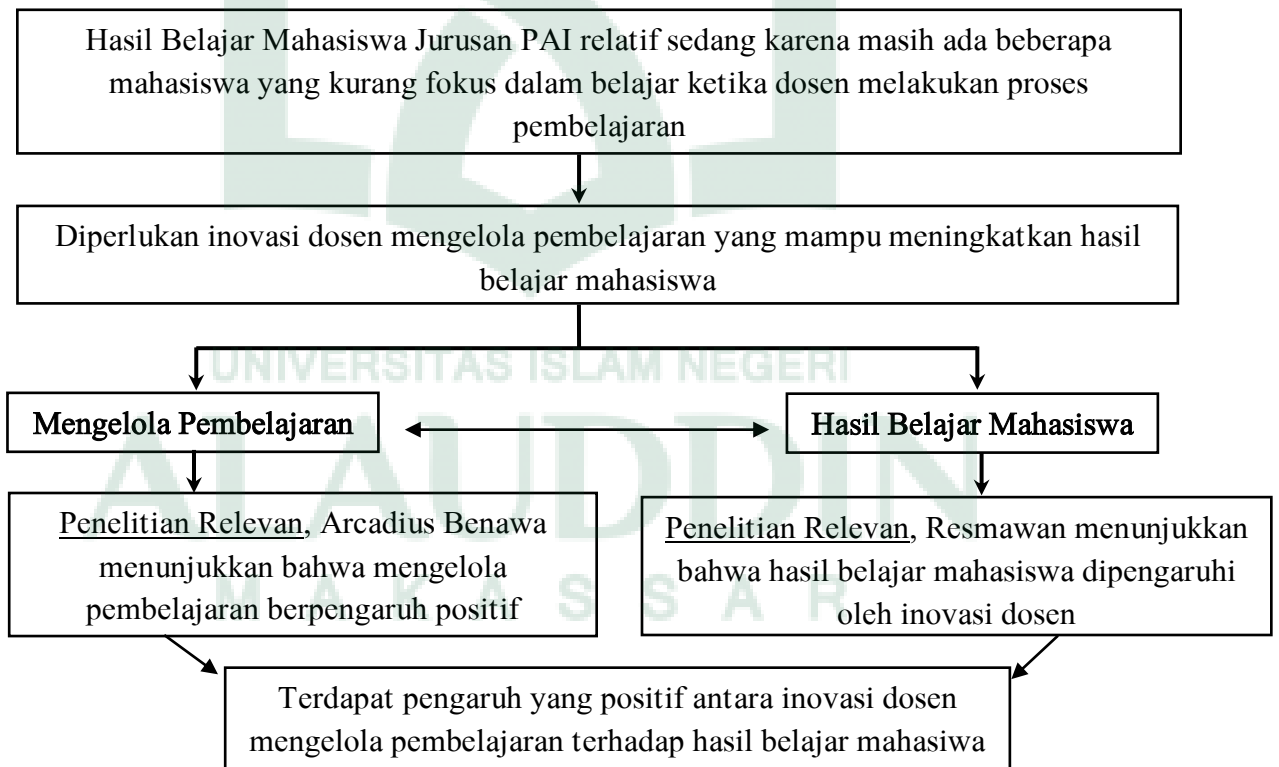 Hasil Belajar Mahasiswa Jurusan PAI relatif sedang karena masih ada beberapa
mahasiswa yang kurang fokus dalam belajar ketika dosen melakukan proses
pembelajaran
Diperlukan inovasi dosen mengelola pembelajaran yang mampu meningkatkan hasil
belajar mahasiswa
UNIVERSITAS ISLAM NEGERI
Mengelola Pembelajaran
Hasil Belajar Mahasiswa
ALAUDDIN
Penelitian Relevan, Arcadius Benawa
menunjukkan bahwa mengelola
pembelajaran berpengaruh positif
Penelitian Relevan, Resmawan menunjukkan
bahwa hasil belajar mahasiswa dipengaruhi
oleh inovasi dosen
MAKASSAR
Terdapat pengaruh yang positif antara inovasi dosen
mengelola pembelajaran terhadap hasil belajar mahasiwa